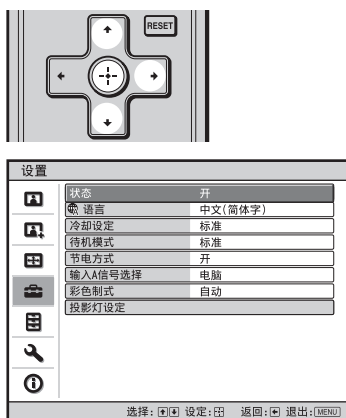 RESET
设置
状态 开
语言 中文(简体字)
冷却设定 标准
待机模式 标准
节电方式 开
输入A信号选择 电脑
彩色制式 自动
投影灯设定
选择: 设定: 返回: 退出: MENU